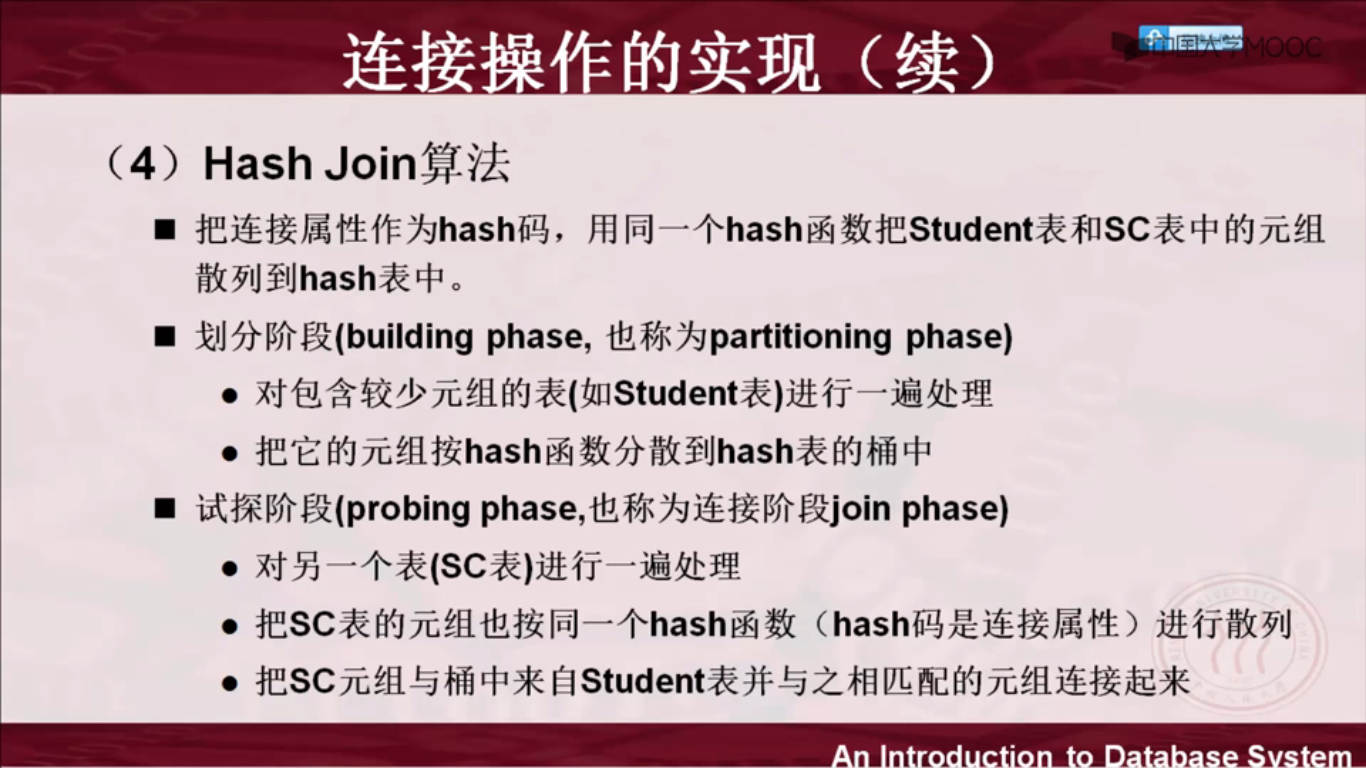 连接操作的实现（续）
中国大学MOOC
（4）Hash Join算法
■ 把连接属性作为hash码，用同一个hash函数把Student表和SC表中的元组
散列到hash表中。
■ 划分阶段(building phase, 也称为partitioning phase)
● 对包含较少元组的表(如Student表)进行一遍处理
● 把它的元组按hash函数分散到hash表的桶中
■ 试探阶段(probing phase,也称为连接阶段join phase)
● 对另一个表(SC表)进行一遍处理
● 把SC表的元组也按同一个hash函数（hash码是连接属性）进行散列
● 把SC元组与桶中来自Student表并与之相匹配的元组连接起来
An Introduction to Database System